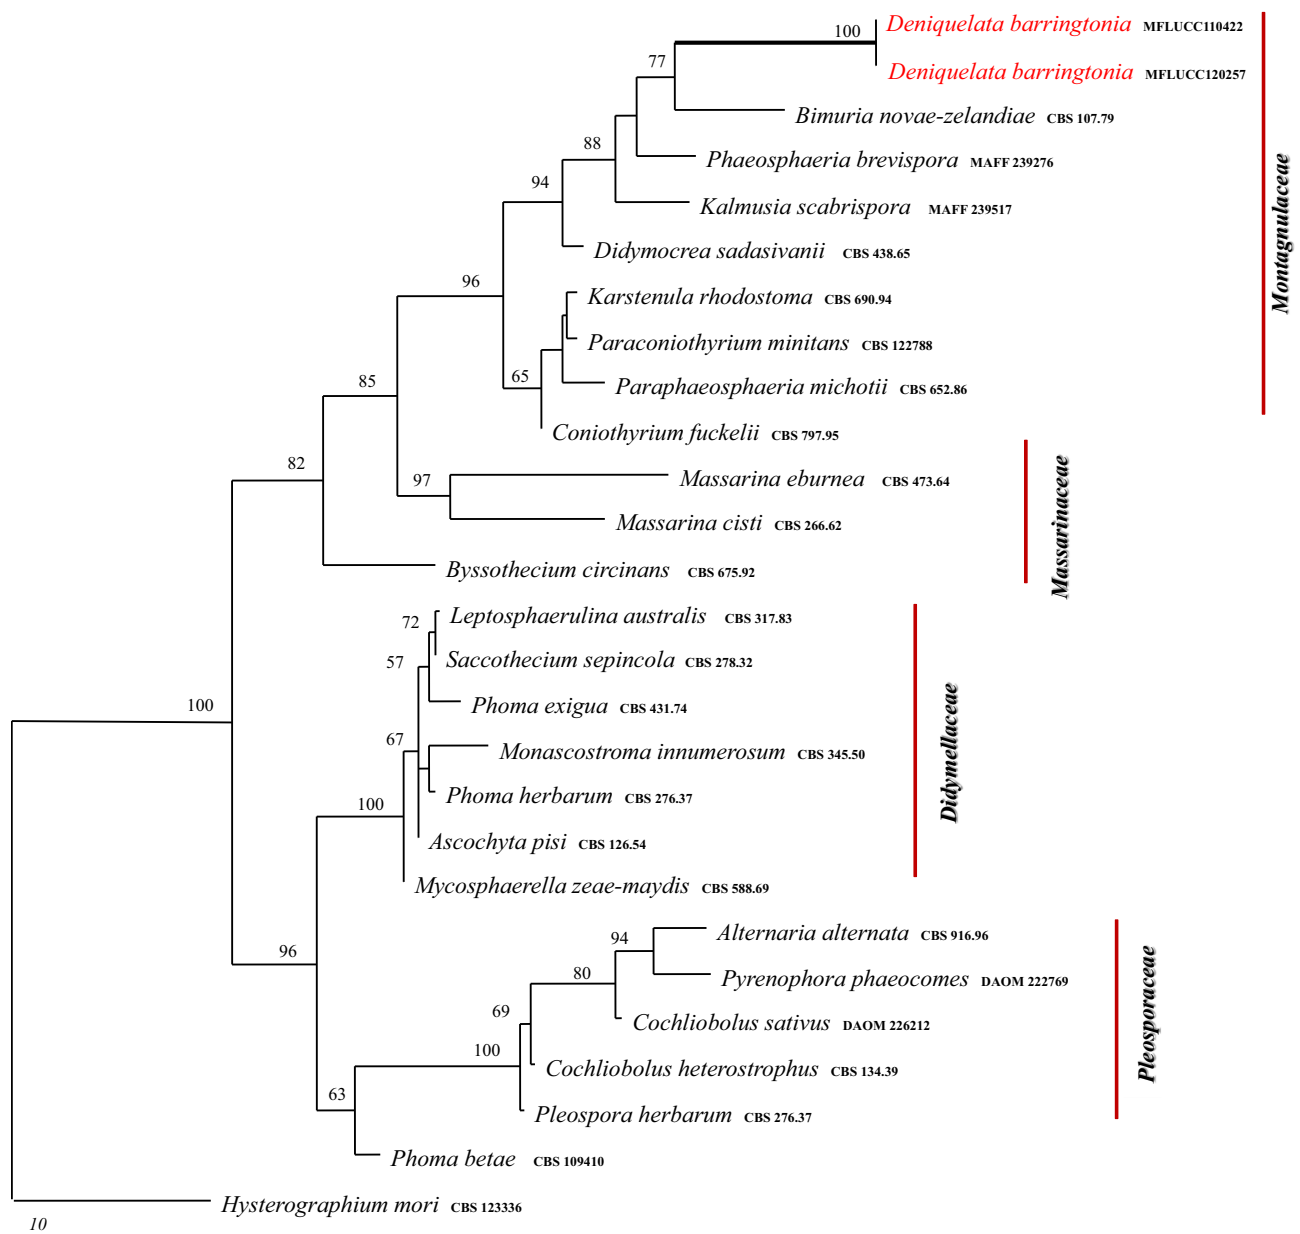 100
Deniquelata barringtonia MFLUCC110422
77
Deniquelata barringtonia MFLUCC120257
Bimuria novae-zelandiae CBS 107.79
88
Phaeosphaeria brevispora MAFF 239276
94
Kalmusia scabrispora MAFF 239517
Didymocrea sadasivanii CBS 438.65
Montagnulaceae
96
Karstenula rhodostoma CBS 690.94
Paraconiothyrium minitans CBS 122788
85
65
Paraphaeosphaeria michotii CBS 652.86
Coniothyrium fuckelii CBS 797.95
82
97
Massarina eburnea CBS 473.64
Massarina cisti CBS 266.62
Massarinaceae
Byssothecium circinans CBS 675.92
72
Leptosphaerulina australis CBS 317.83
57
Saccothecium sepincola CBS 278.32
100
Phoma exigua CBS 431.74
67
Monascostroma innumerosum CBS 345.50
Didymellaceae
100
Phoma herbarum CBS 276.37
Ascochyta pisi CBS 126.54
Mycosphaerella zeae-maydis CBS 588.69
94
Alternaria alternata CBS 916.96
96
80
Pyrenophora phaeocomes DAOM 222769
69
Cochliobolus sativus DAOM 226212
Pleosporaceae
100
Cochliobolus heterostrophus CBS 134.39
63
Pleospora herbarum CBS 276.37
Phoma betae CBS 109410
Hysterographium mori CBS 123336
10